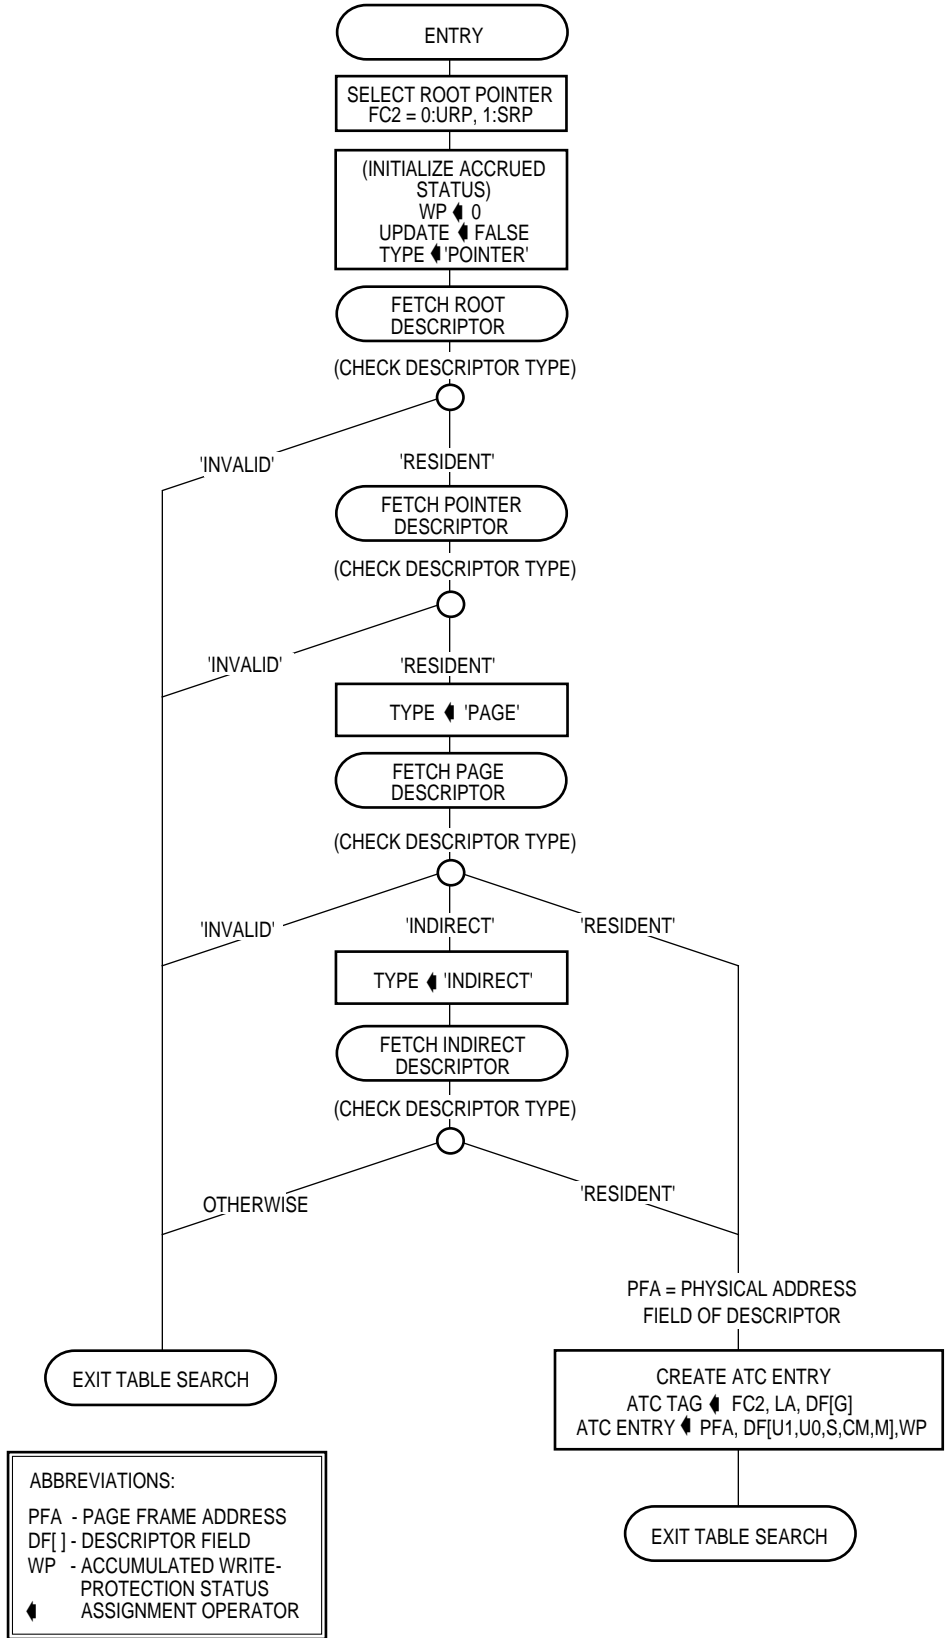 ENTRY
SELECT ROOT POINTER
FC2 = 0:URP, 1:SRP
(INITIALIZE ACCRUED
STATUS)
WP ⬅ 0
UPDATE ⬅ FALSE
TYPE ⬅ 'POINTER'
FETCH ROOT
DESCRIPTOR
(CHECK DESCRIPTOR TYPE)
'INVALID'
'RESIDENT'
FETCH POINTER
DESCRIPTOR
(CHECK DESCRIPTOR TYPE)
'INVALID'
'RESIDENT'
TYPE ⬅ 'PAGE'
FETCH PAGE
DESCRIPTOR
(CHECK DESCRIPTOR TYPE)
'INVALID'
'INDIRECT'
'RESIDENT'
TYPE ⬅ 'INDIRECT'
FETCH INDIRECT
DESCRIPTOR
(CHECK DESCRIPTOR TYPE)
OTHERWISE
'RESIDENT'
PFA = PHYSICAL ADDRESS
FIELD OF DESCRIPTOR
EXIT TABLE SEARCH
CREATE ATC ENTRY
ATC TAG ⬅ FC2, LA, DF[G]
ATC ENTRY ⬅ PFA, DF[U1,U0,S,CM,M],WP
EXIT TABLE SEARCH
ABBREVIATIONS:
PFA - PAGE FRAME ADDRESS
DF[ ] - DESCRIPTOR FIELD
WP - ACCUMULATED WRITE-
PROTECTION STATUS
⬅ ASSIGNMENT OPERATOR